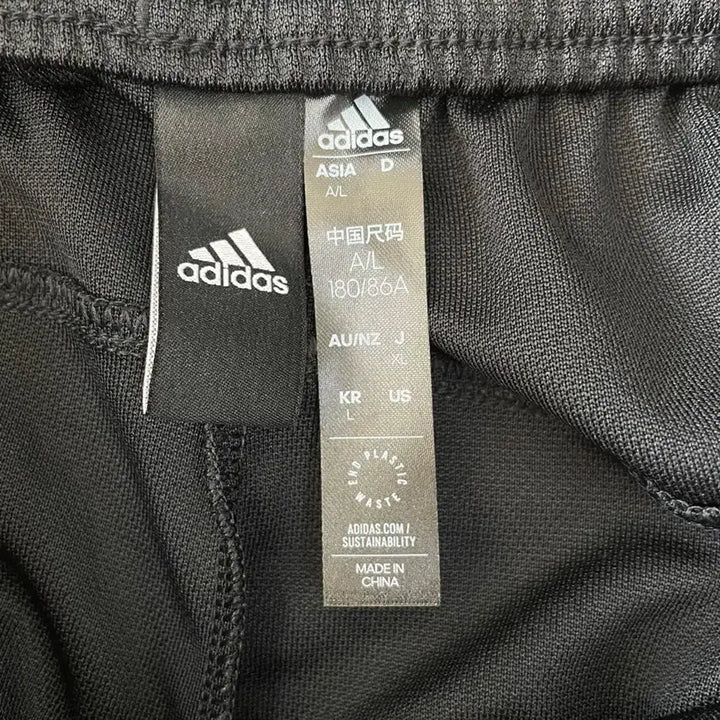 adidas
adidas
ASIA D
A/L
中国尺码
A/L
180/86A
AU/NZ J
XL
KR US
L
END PLASTIC WASTE
ADIDAS.COM/
SUSTAINABILITY
MADE IN
CHINA